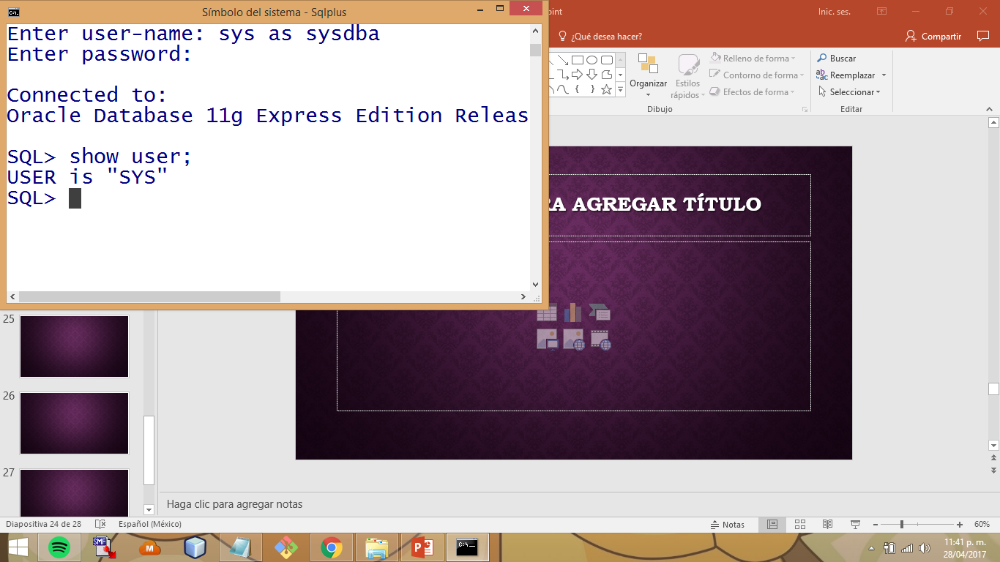 Símbolo del sistema - Sqlplus
Enter user-name: sys as sysdba
Enter password:
Connected to:
Oracle Database 11g Express Edition Releas
SQL> show user;
USER is "SYS"
SQL>
Inic. ses.
¿Qué desea hacer?
Compartir
Organizar
Estilos
rápidos
Relleno de forma
Contorno de forma
Efectos de forma
Dibujo
Buscar
Reemplazar
Seleccionar
Editar
AGREGAR TÍTULO
25
26
27
Haga clic para agregar notas
Diapositiva 24 de 28
Español (México)
Notas
60%
SMF
11:41 p. m.
28/04/2017